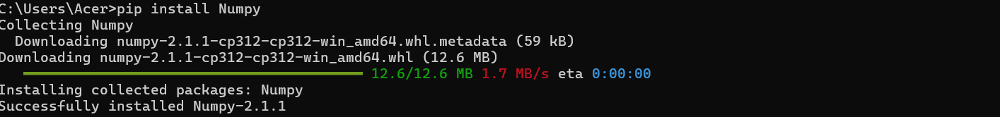 C:\Users\Acer>pip install Numpy
Collecting Numpy
  Downloading numpy-2.1.1-cp312-cp312-win_amd64.whl.metadata (59 kB)
Downloading numpy-2.1.1-cp312-cp312-win_amd64.whl (12.6 MB)
12.6/12.6 MB 1.7 MB/s eta 0:00:00
Installing collected packages: Numpy
Successfully installed Numpy-2.1.1